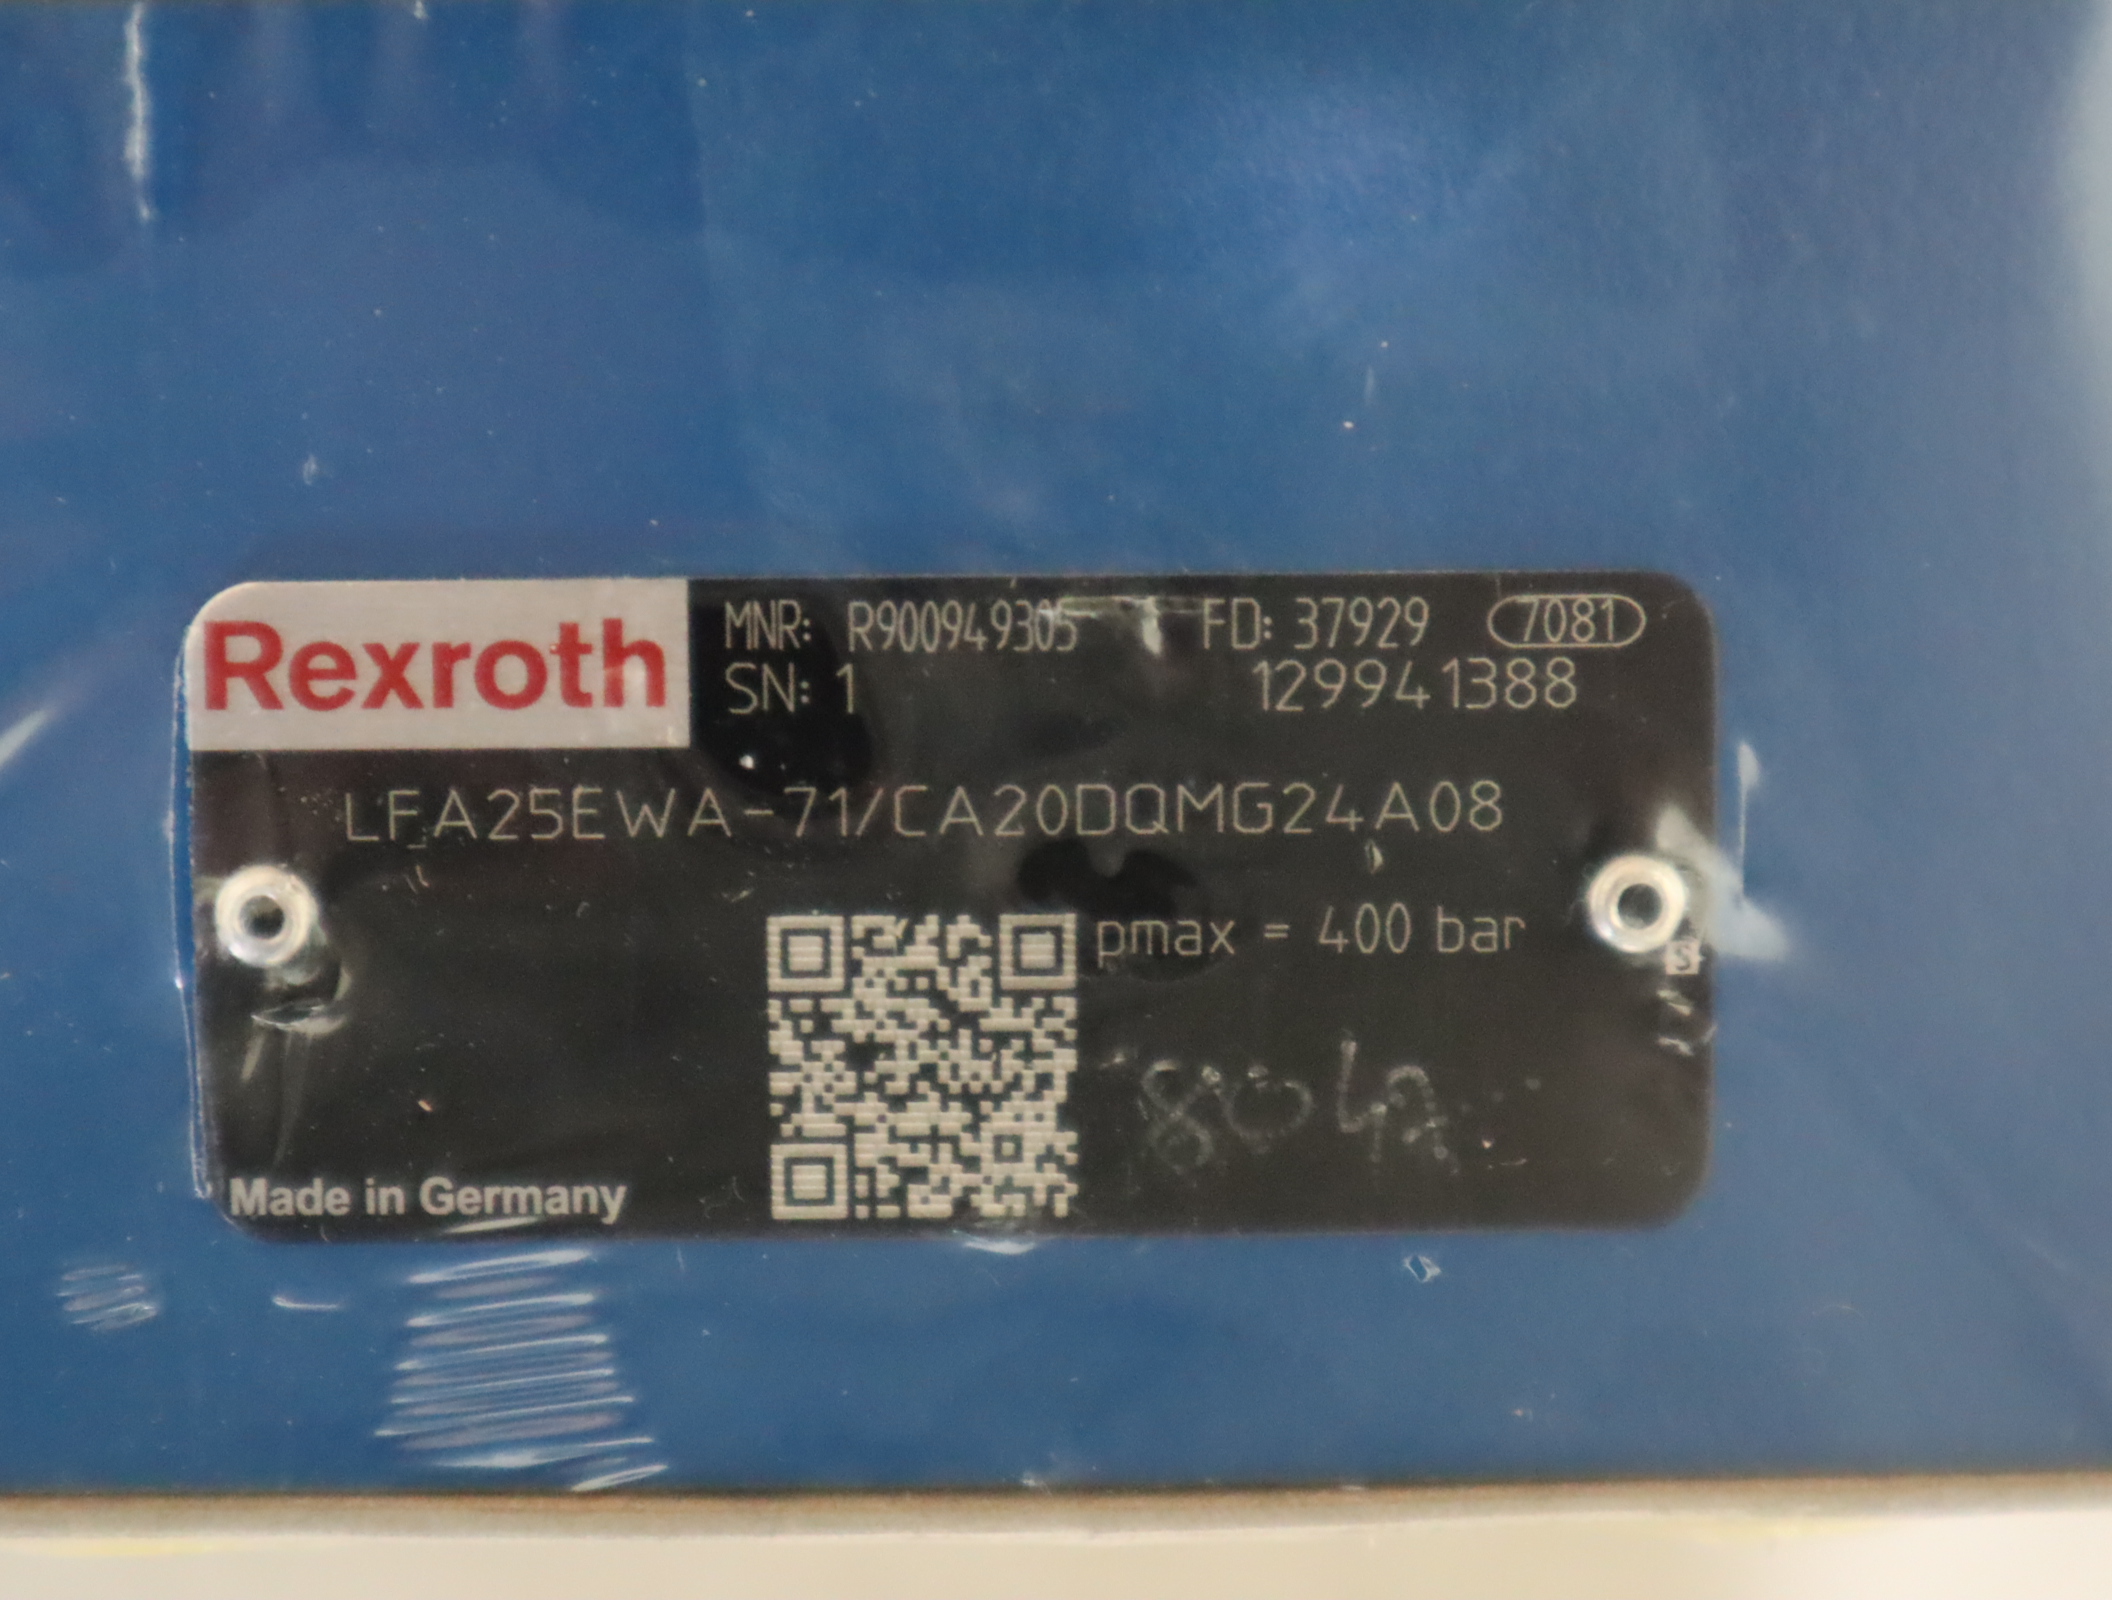 Rexroth
MNR: R900949305 FD: 37929 7081
SN: 1 129941388
LFA25EWA-71/CA20DQMG24A08
pmax = 400 bar
S
Made in Germany